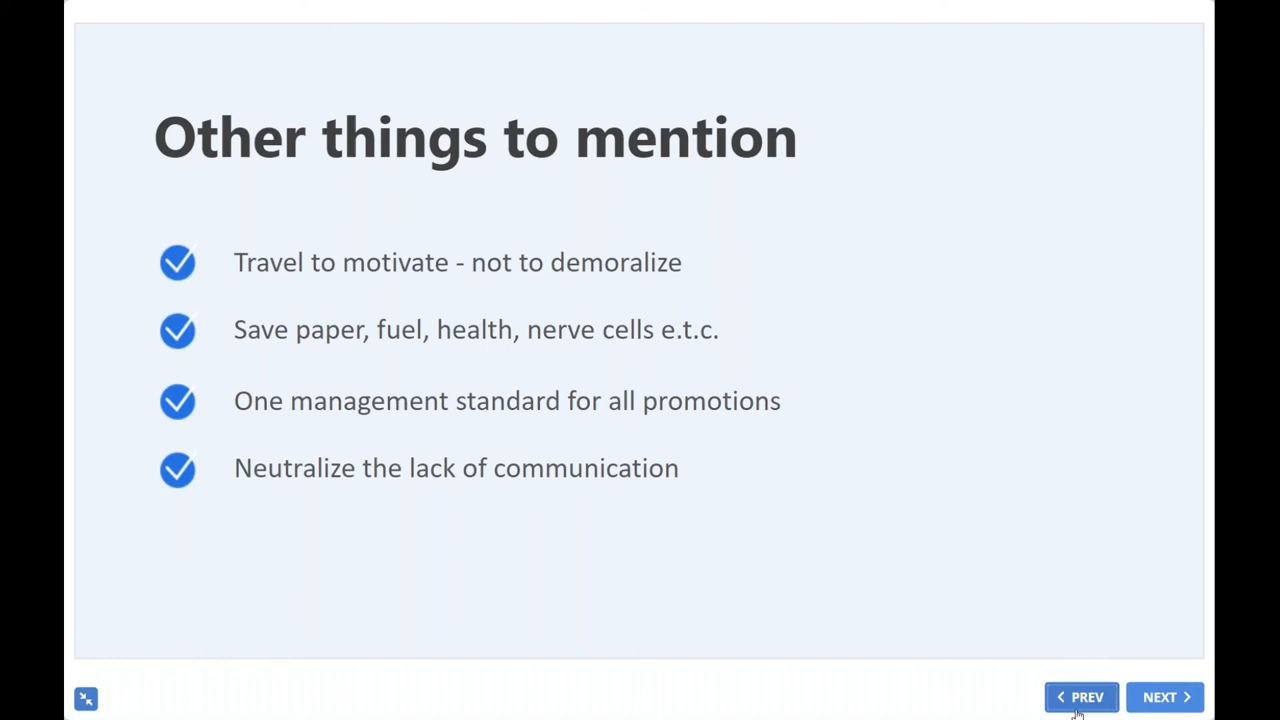 Other things to mention
Travel to motivate - not to demoralize
Save paper, fuel, health, nerve cells e.t.c.
One management standard for all promotions
Neutralize the lack of communication
PREV
NEXT